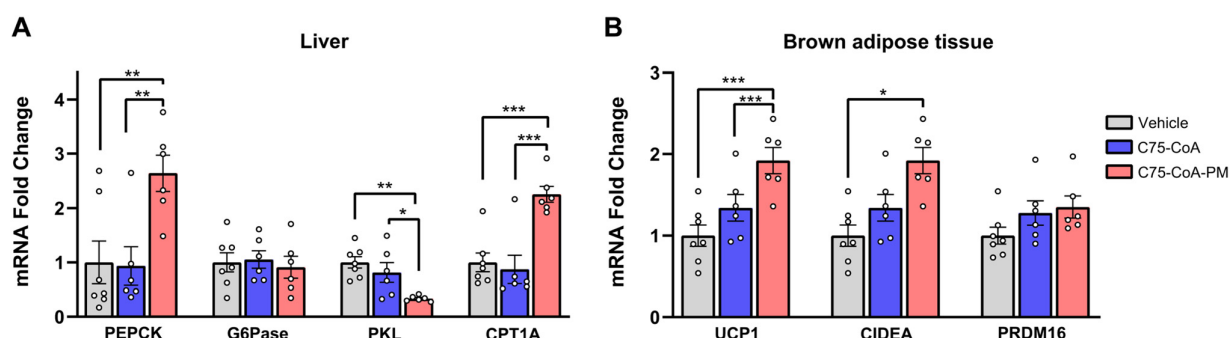 A
Liver
mRNA Fold Change
4
3
2
1
0
**
**
**
*
***
***
PEPCK
G6Pase
PKL
CPT1A
B
Brown adipose tissue
mRNA Fold Change
3
2
1
0
***
***
*
UCP1
CIDEA
PRDM16
Vehicle
C75-CoA
C75-CoA-PM